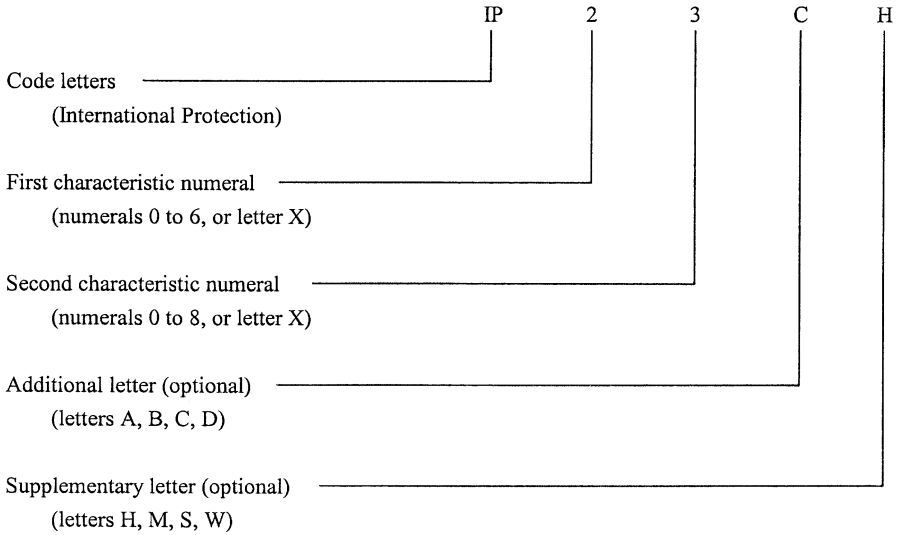 IP 2 3 C H
Code letters
(International Protection)
First characteristic numeral
(numerals 0 to 6, or letter X)
Second characteristic numeral
(numerals 0 to 8, or letter X)
Additional letter (optional)
(letters A, B, C, D)
Supplementary letter (optional)
(letters H, M, S, W)